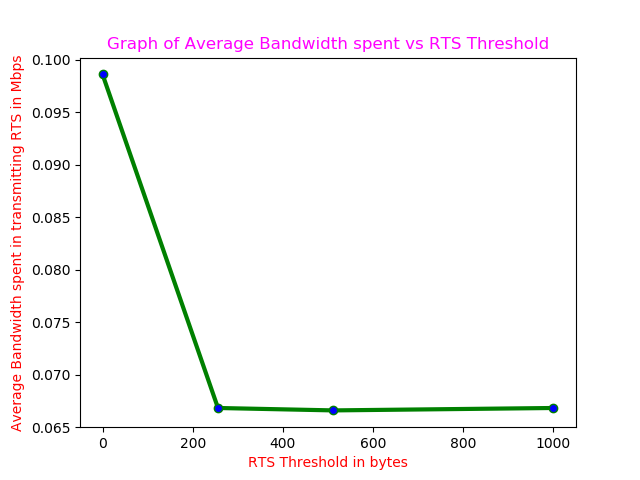 Graph of Average Bandwidth spent vs RTS Threshold
Average Bandwidth spent in transmitting RTS in Mbps
0.100
0.095
0.090
0.085
0.080
0.075
0.070
0.065
0 200 400 600 800 1000
RTS Threshold in bytes